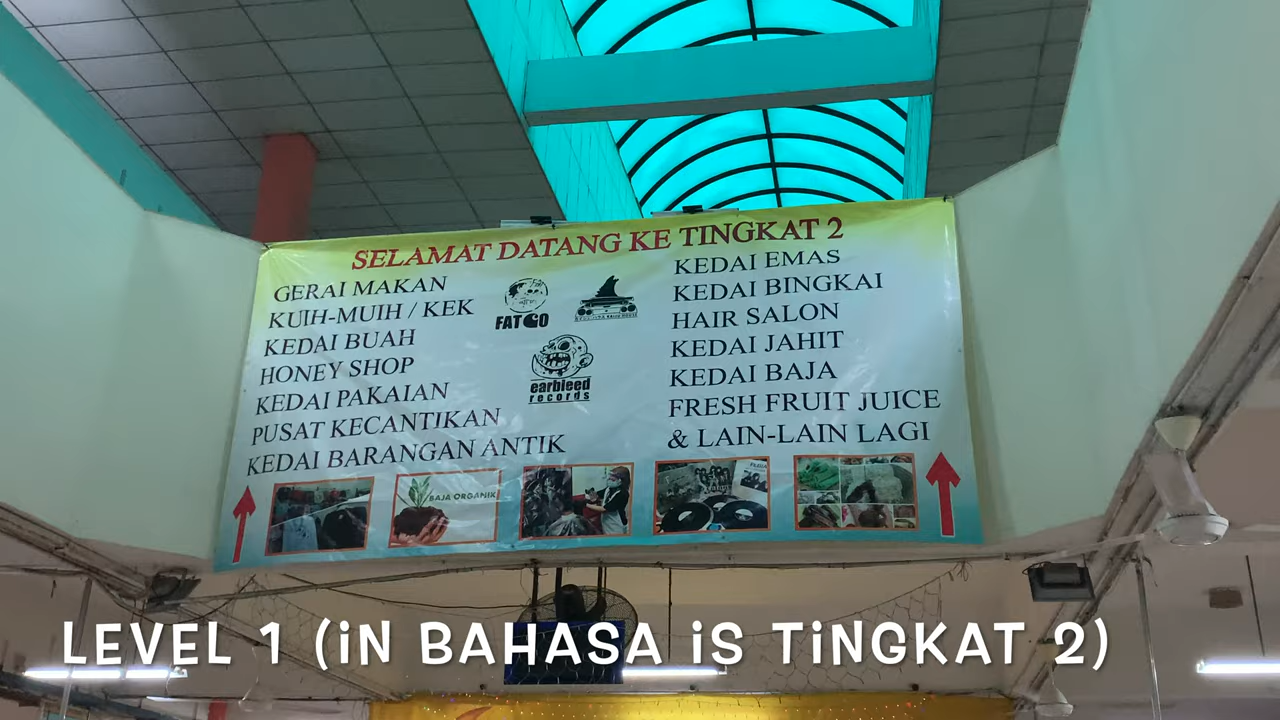 SELAMAT DATANG KE TINGKAT 2
GERAI MAKAN
KUIH-MUIH / KEK
KEDAI BUAH
HONEY SHOP
KEDAI PAKAIAN
PUSAT KECANTIKAN
KEDAI BARANGAN ANTIK
FATGO
earbleed
records
KEDAI EMAS
KEDAI BINGKAI
HAIR SALON
KEDAI JAHIT
KEDAI BAJA
FRESH FRUIT JUICE
& LAIN-LAIN LAGI
BAJA ORGANIK
LEVEL 1 (iN BAHASA iS TiNGKAT 2)